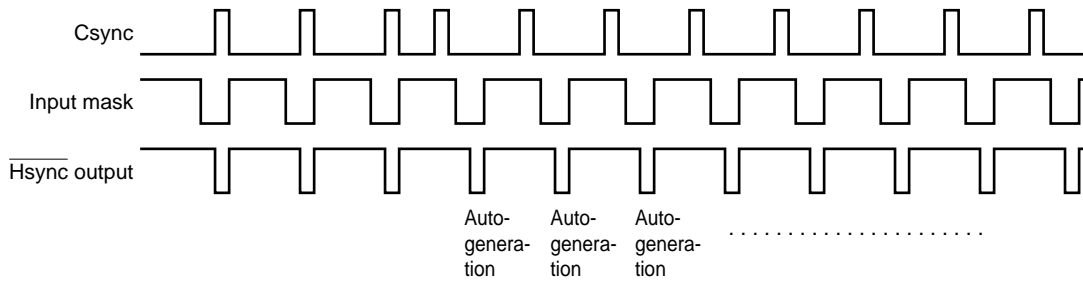 Csync
Input mask
Hsync output
Auto- Auto- Auto-
genera- genera- genera- . . . . . . . . . . . . . . . . . . . . . .
tion tion tion